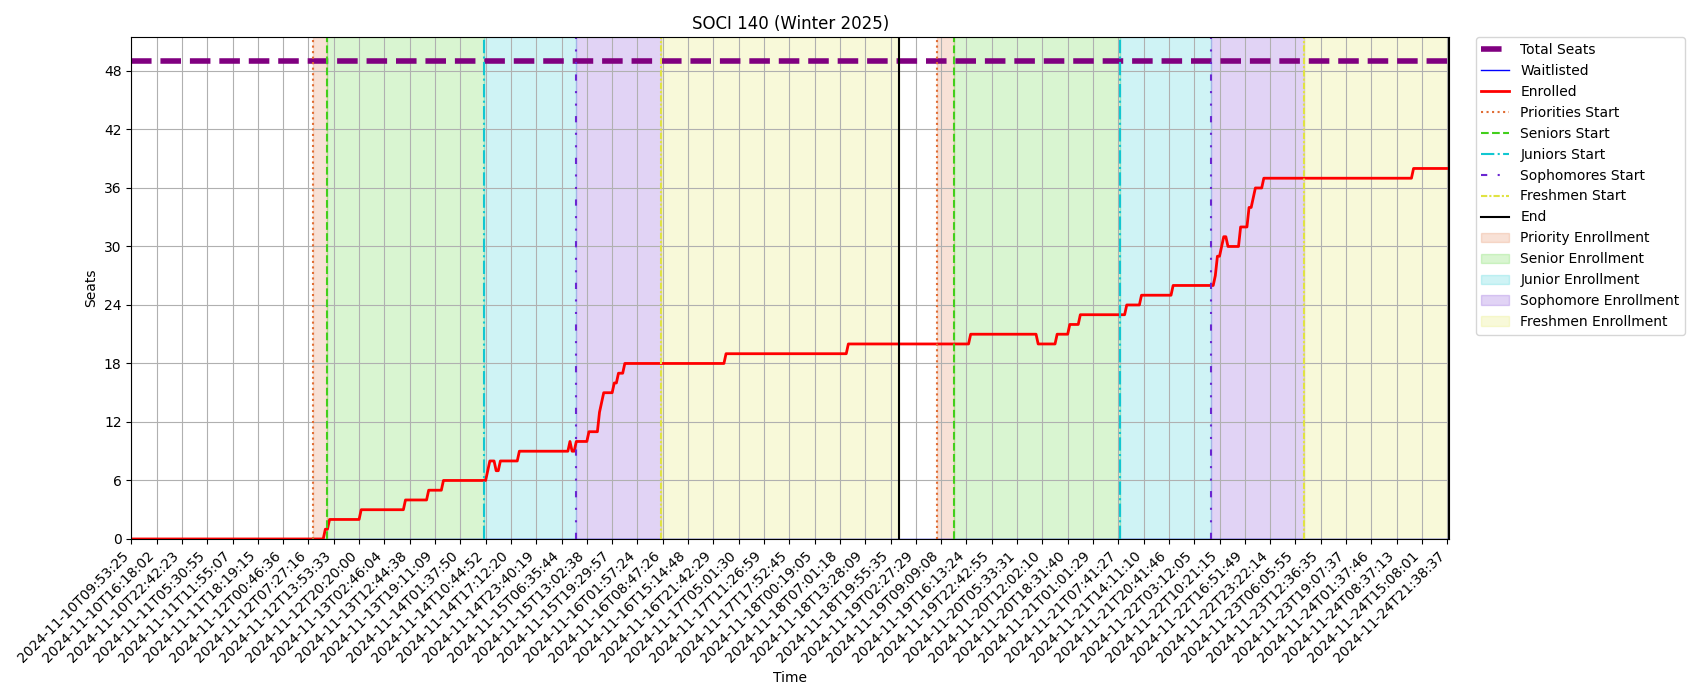 SOCI 140 (Winter 2025)
Seats
48
42
36
30
24
18
12
6
0
2024-11-10T09:53:25
2024-11-10T16:18:02
2024-11-10T22:42:23
2024-11-11T05:30:55
2024-11-11T11:55:07
2024-11-11T18:19:15
2024-11-12T00:46:36
2024-11-12T07:27:16
2024-11-12T13:53:33
2024-11-12T20:20:00
2024-11-13T02:46:04
2024-11-13T12:44:38
2024-11-13T19:11:09
2024-11-14T01:37:50
2024-11-14T10:44:52
2024-11-14T17:12:20
2024-11-14T23:40:19
2024-11-15T06:35:44
2024-11-15T13:02:38
2024-11-15T19:29:57
2024-11-16T01:57:24
2024-11-16T08:47:26
2024-11-16T15:14:48
2024-11-16T21:42:29
2024-11-17T05:01:30
2024-11-17T11:26:59
2024-11-17T17:52:45
2024-11-18T00:19:05
2024-11-18T07:01:18
2024-11-18T13:28:09
2024-11-18T19:55:35
2024-11-19T02:27:29
2024-11-19T09:09:08
2024-11-19T16:13:24
2024-11-19T22:42:55
2024-11-20T05:33:31
2024-11-20T12:02:10
2024-11-20T18:31:40
2024-11-21T01:01:29
2024-11-21T07:41:27
2024-11-21T14:11:10
2024-11-21T20:41:46
2024-11-22T03:12:05
2024-11-22T10:21:15
2024-11-22T16:51:49
2024-11-22T23:22:14
2024-11-23T06:05:55
2024-11-23T12:36:35
2024-11-23T19:07:37
2024-11-24T01:37:46
2024-11-24T08:37:13
2024-11-24T15:08:01
2024-11-24T21:38:37
Time
Total Seats
Waitlisted
Enrolled
Priorities Start
Seniors Start
Juniors Start
Sophomores Start
Freshmen Start
End
Priority Enrollment
Senior Enrollment
Junior Enrollment
Sophomore Enrollment
Freshmen Enrollment